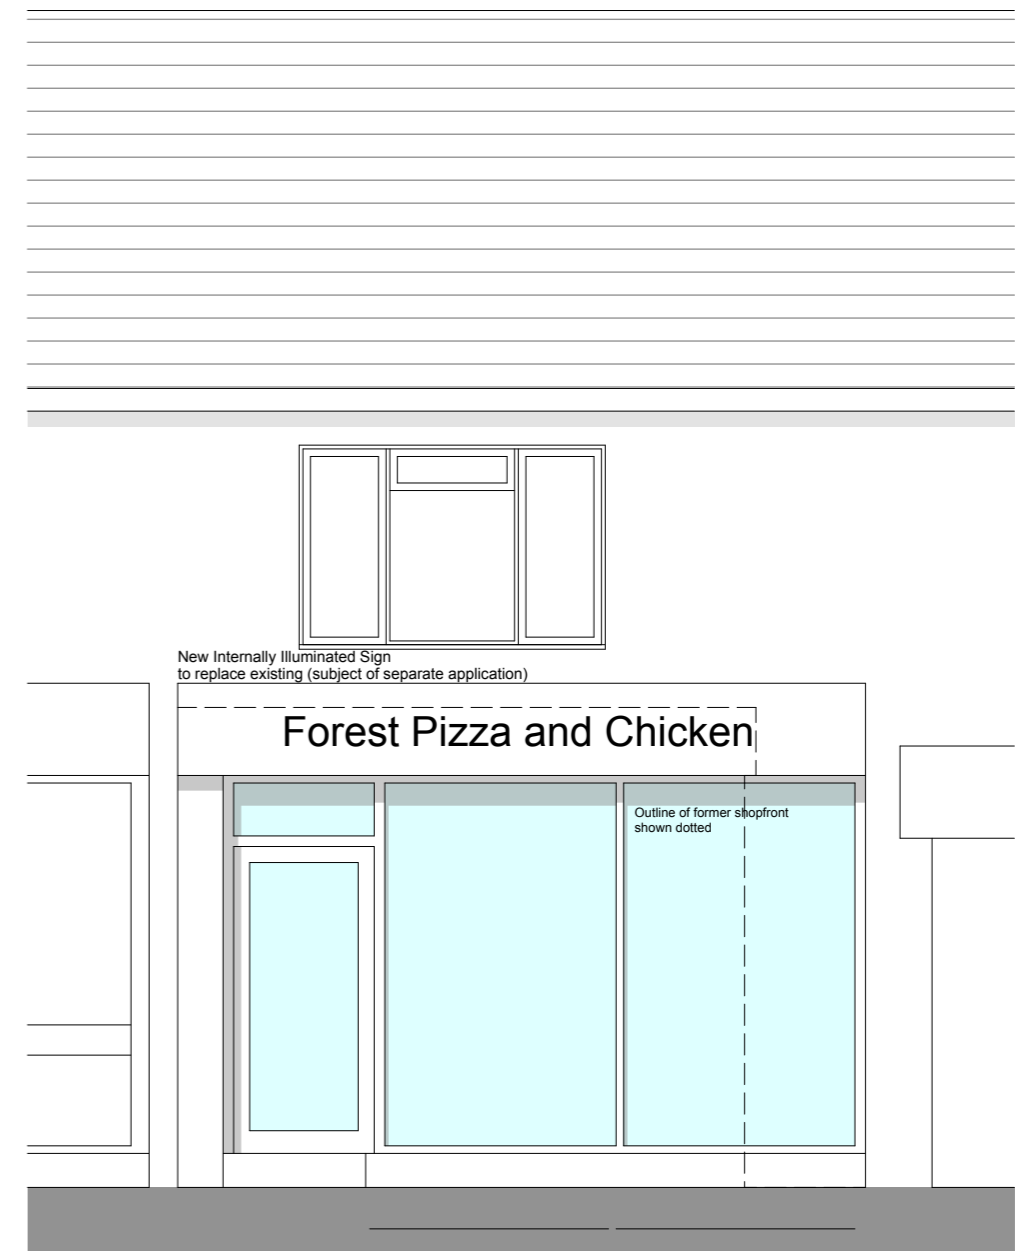 New Internally Illuminated Sign
to replace existing (subject of separate application)
Forest Pizza and Chicken
Outline of former shopfront
shown dotted